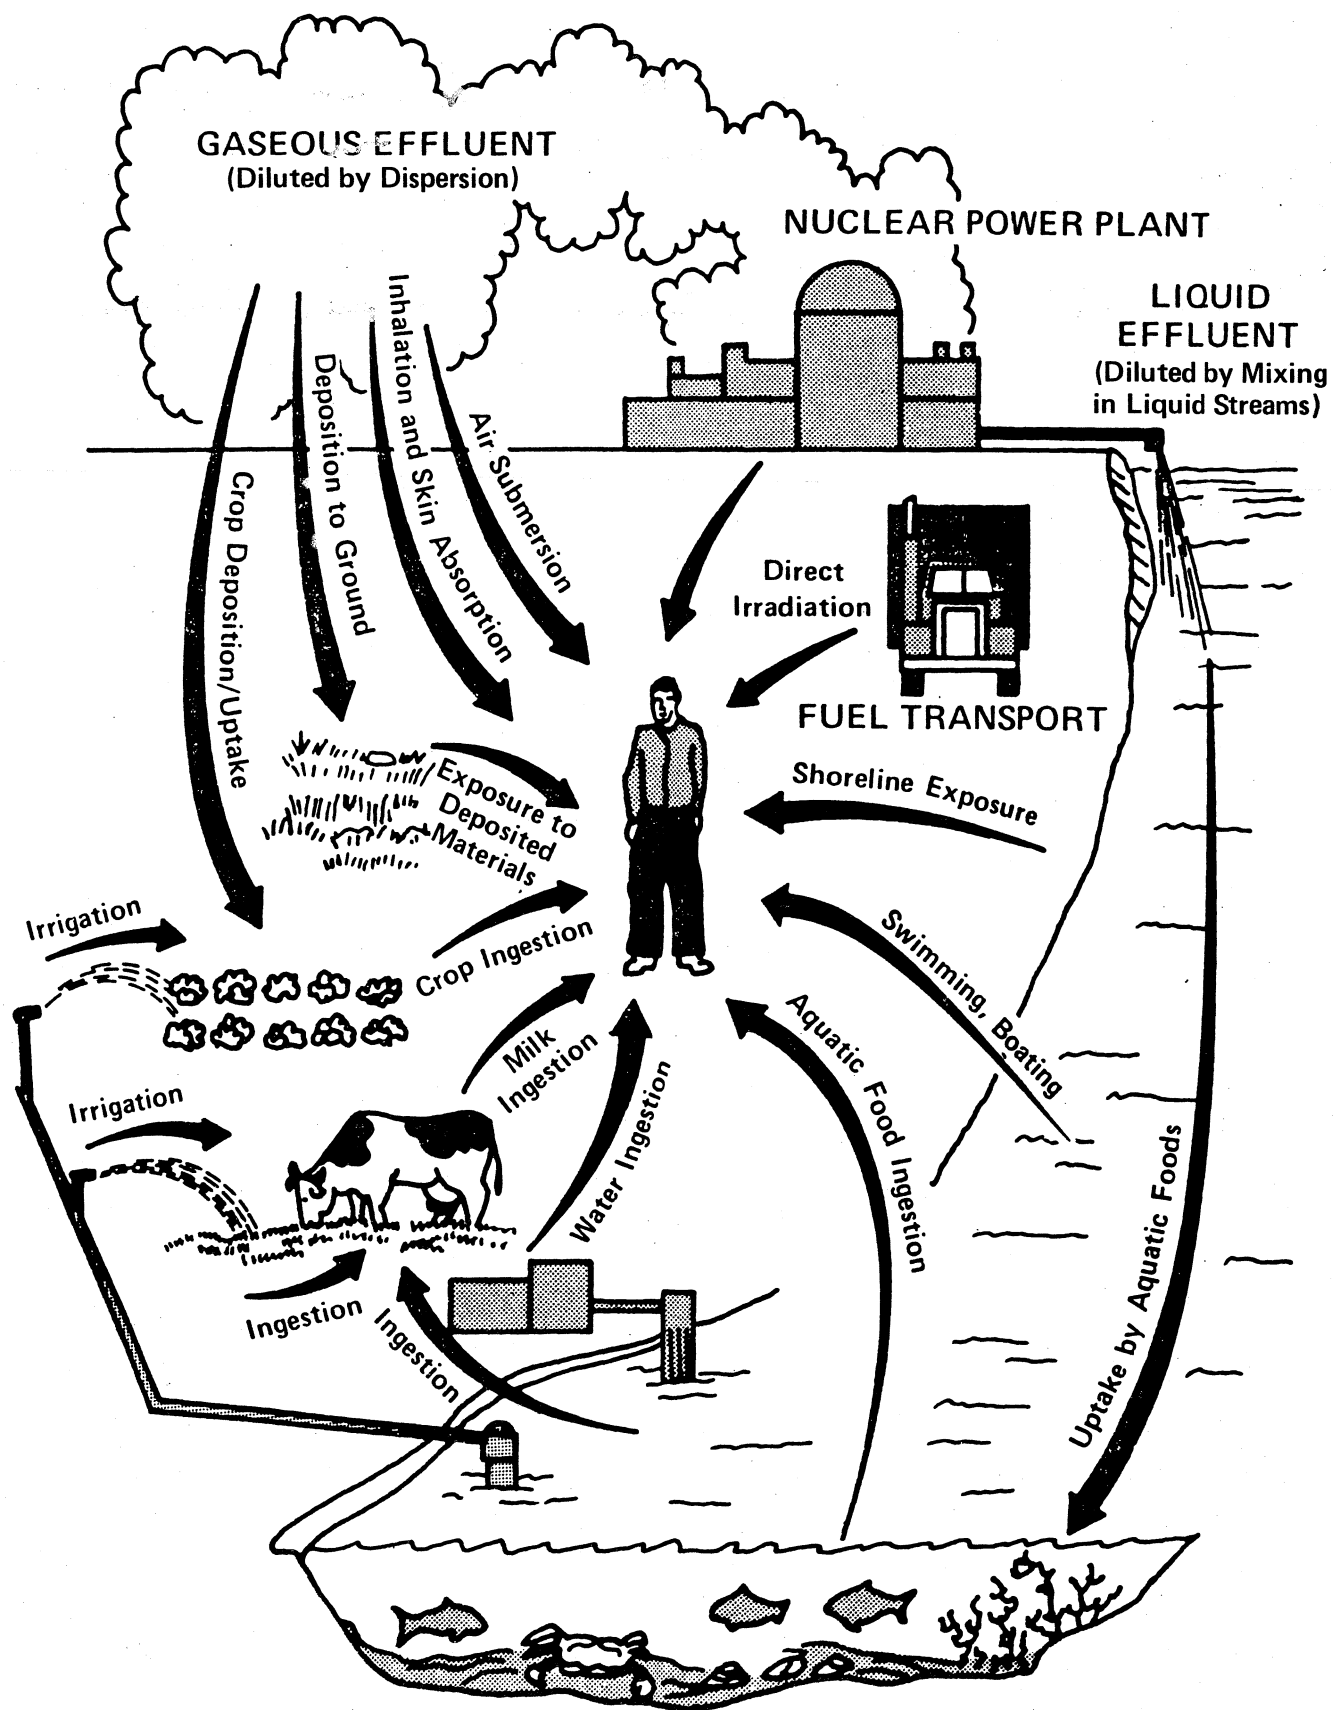 GASEOUS EFFLUENT
(Diluted by Dispersion)
NUCLEAR POWER PLANT
LIQUID
EFFLUENT
(Diluted by Mixing
in Liquid Streams)
Crop Deposition/Uptake
Deposition to Ground
Inhalation and Skin Absorption
Air Submersion
Direct
Irradiation
FUEL TRANSPORT
Exposure to
Deposited
Materials
Shoreline Exposure
Irrigation
Crop Ingestion
Swimming, Boating
Milk
Ingestion
Water Ingestion
Aquatic Food Ingestion
Irrigation
Ingestion
Ingestion
Uptake by Aquatic Foods